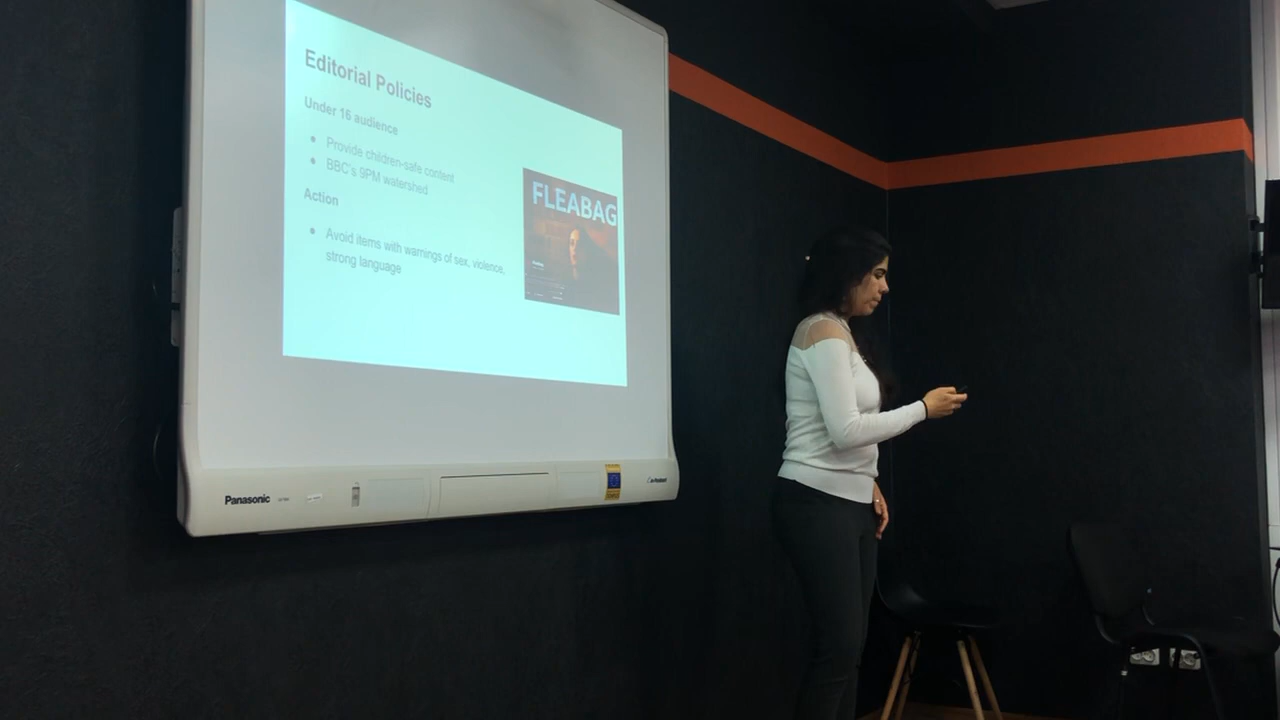 Editorial Policies
Under 16 audience
● Provide children-safe content
● BBC's 9PM watershed
Action
● Avoid items with warnings of sex, violence,
strong language
FLEABAG
Panasonic